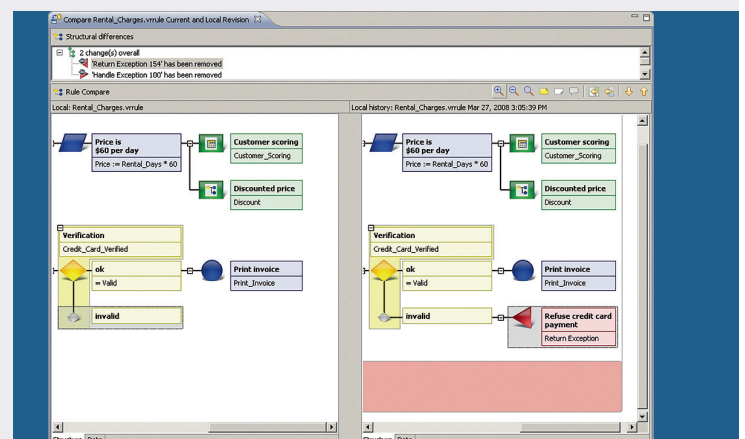 Compare Rental_Charges.vrrule Current and Local Revision
Structural differences
2 change(s) overall
'Return Exception 154' has been removed
'Handle Exception 100' has been removed
Rule Compare
Local: Rental_Charges.vrrule
Local history: Rental_Charges.vrrule Mar 27, 2008 3:05:39 PM
Price is
$60 per day
Price := Rental_Days * 60
Customer scoring
Customer_Scoring
Discounted price
Discount
Verification
Credit_Card_Verified
ok
= Valid
Print invoice
Print_Invoice
invalid
Price is
$60 per day
Price := Rental_Days * 60
Customer scoring
Customer_Scoring
Discounted price
Discount
Verification
Credit_Card_Verified
ok
= Valid
Print invoice
Print_Invoice
invalid
Refuse credit card
payment
Return Exception